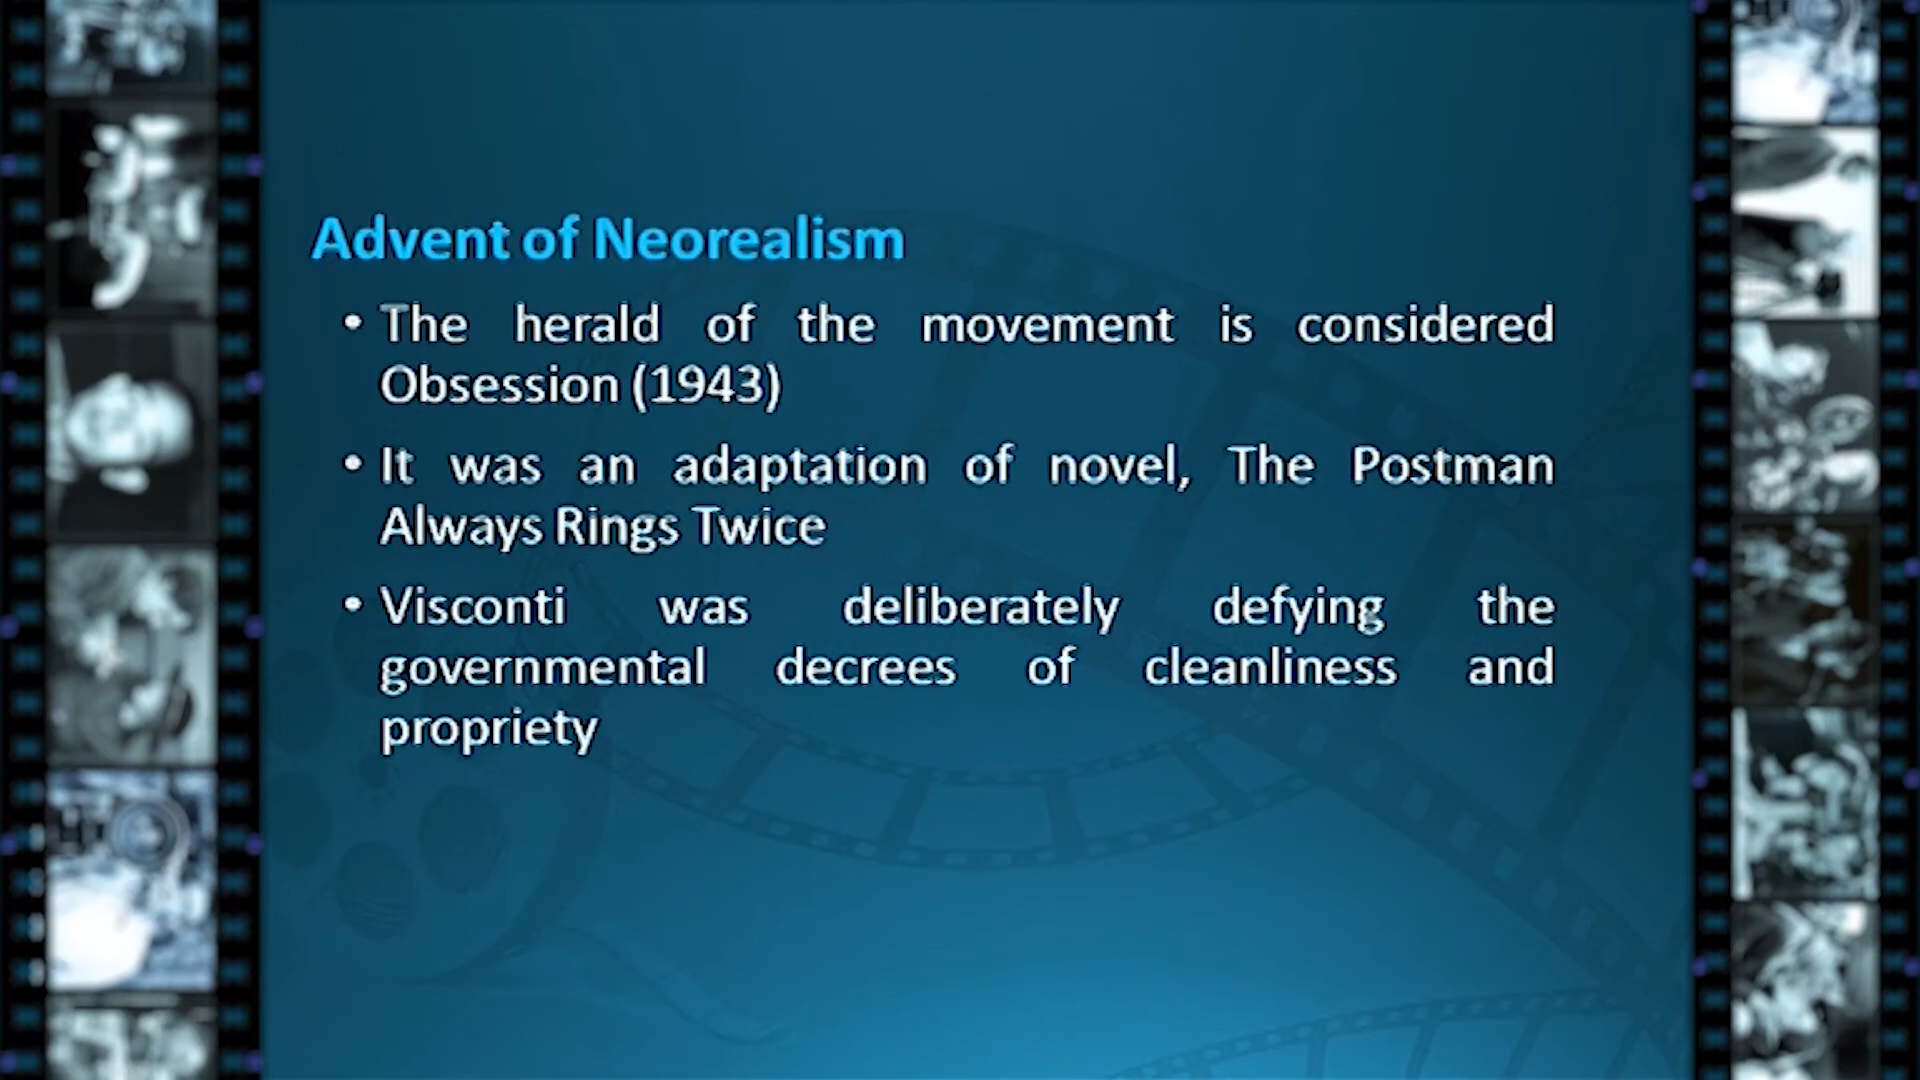 Advent of Neorealism
• The herald of the movement is considered
Obsession (1943)
• It was an adaptation of novel, The Postman
Always Rings Twice
• Visconti was deliberately defying the
governmental decrees of cleanliness and
propriety